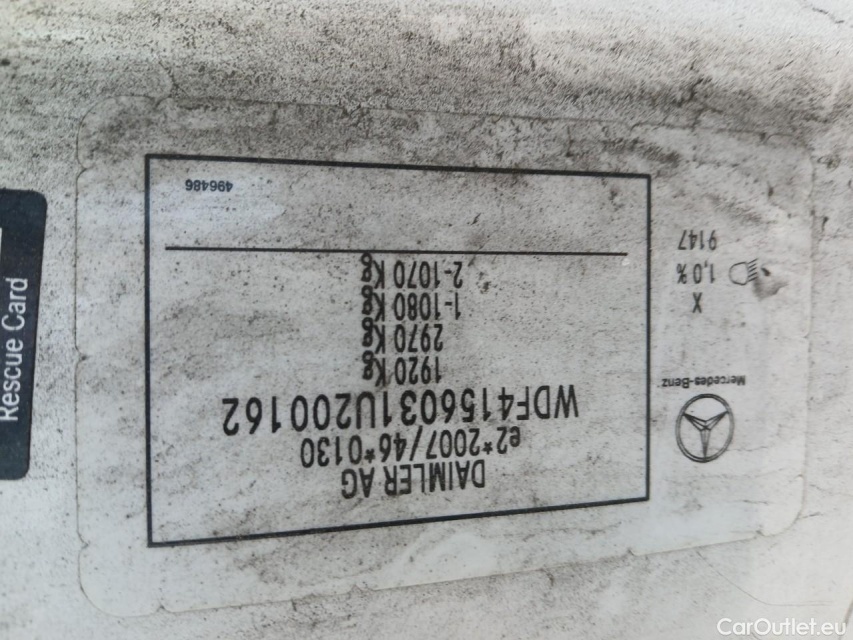 DAIMLER AG
e2*2007/46*0130
WDF4156031U200162
1920 Kg
2970 Kg
1-1080 Kg
2-1070 Kg
496486
Mercedes-Benz
X
1,0%
9147
Rescue Card
CarOutlet.eu